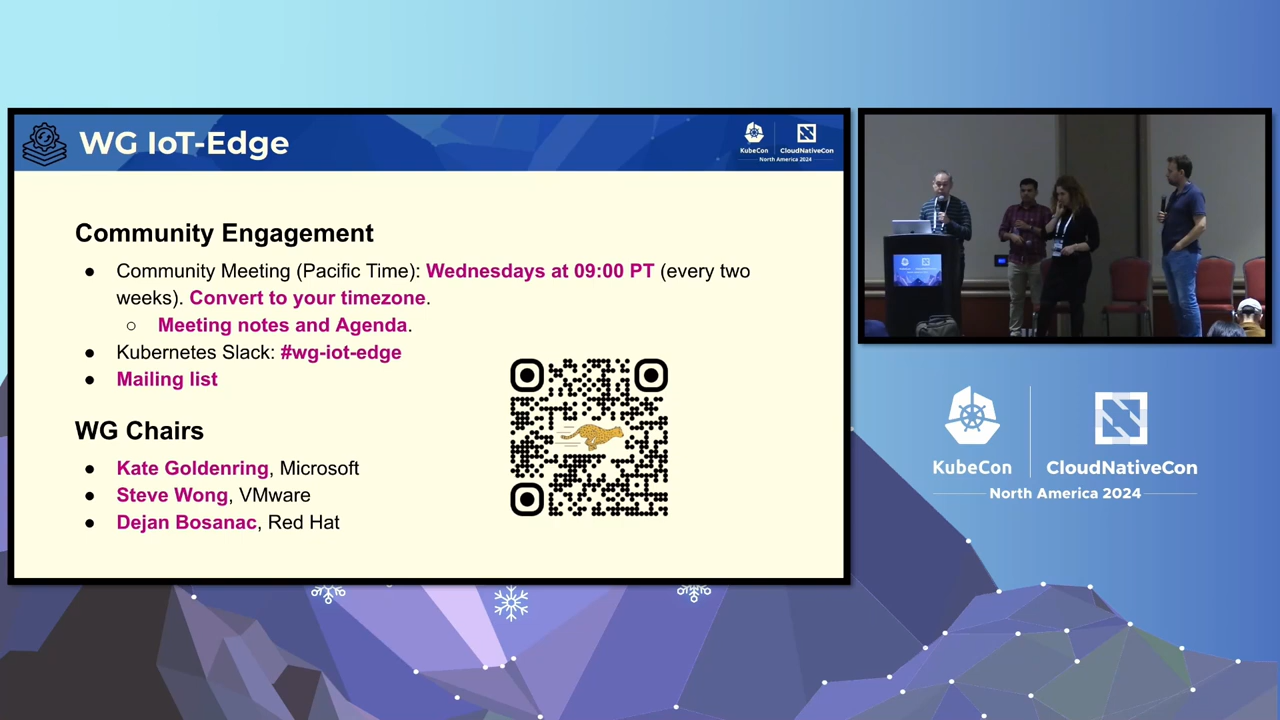 WG IoT-Edge
KubeCon
CloudNativeCon
North America 2024
Community Engagement
● Community Meeting (Pacific Time): Wednesdays at 09:00 PT (every two
weeks). Convert to your timezone.
○ Meeting notes and Agenda.
● Kubernetes Slack: #wg-iot-edge
● Mailing list
WG Chairs
● Kate Goldenring, Microsoft
● Steve Wong, VMware
● Dejan Bosanac, Red Hat
KubeCon
CloudNativeCon
North America 2024